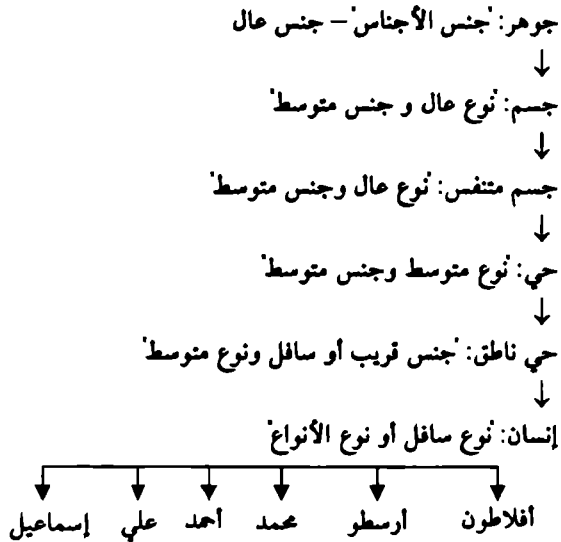 جوهر: "جنس الأجناس" – جنس عال
↓
جسم: "نوع عال و جنس متوسط"
↓
جسم متنفس: "نوع عال وجنس متوسط"
↓
حي: "نوع متوسط وجنس متوسط"
↓
حي ناطق: "جنس قريب أو سافل ونوع متوسط"
↓
إنسان: "نوع سافل أو نوع الأنواع"
أفلاطون أرسطو محمد أحمد علي إسماعيل